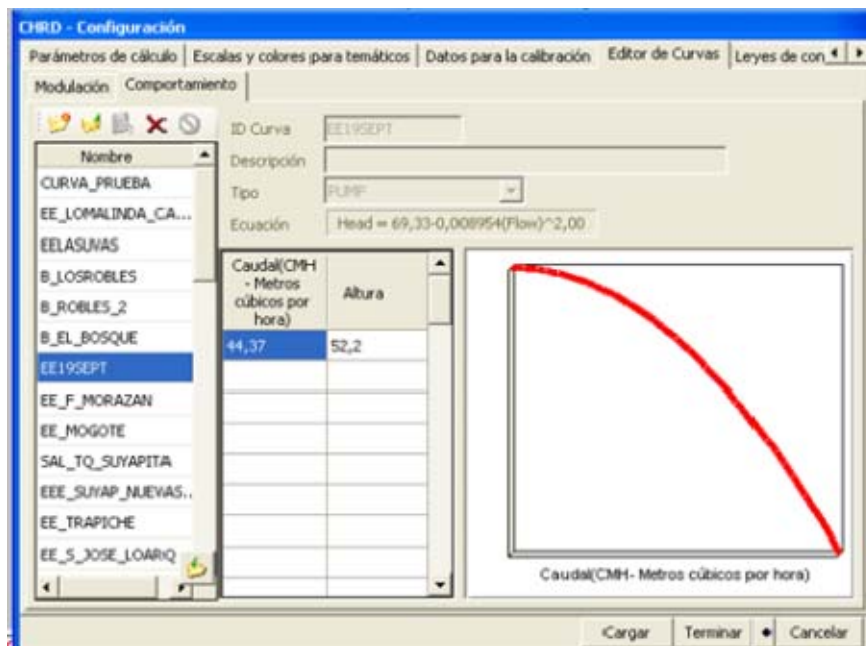 CHRD - Configuración
Parámetros de cálculo
Escalas y colores para temáticos
Datos para la calibración
Editor de Curvas
Leyes de con
Modulación
Comportamiento
Nombre
CURVA_PRUEBA
EE_LOMALINDA_CA...
EELASUVAS
B_LOSROBLES
B_ROBLES_2
B_EL_BOSQUE
EE19SEPT
EE_F_MORAZAN
EE_MOGOTE
SAL_TQ_SUYAPITA
EEE_SUYAP_NUEVAS..
EE_TRAPICHE
EE_S_JOSE_LOARQ
ID Curva
EE19SEPT
Descripción
Tipo
PUMP
Ecuación
Head = 69,33-0,008954(Flow)^2,00
Caudal(CMH
- Metros
cúbicos por
hora)
Altura
44,37
52,2
Caudal(CMH- Metros cúbicos por hora)
Cargar
Terminar
Cancelar